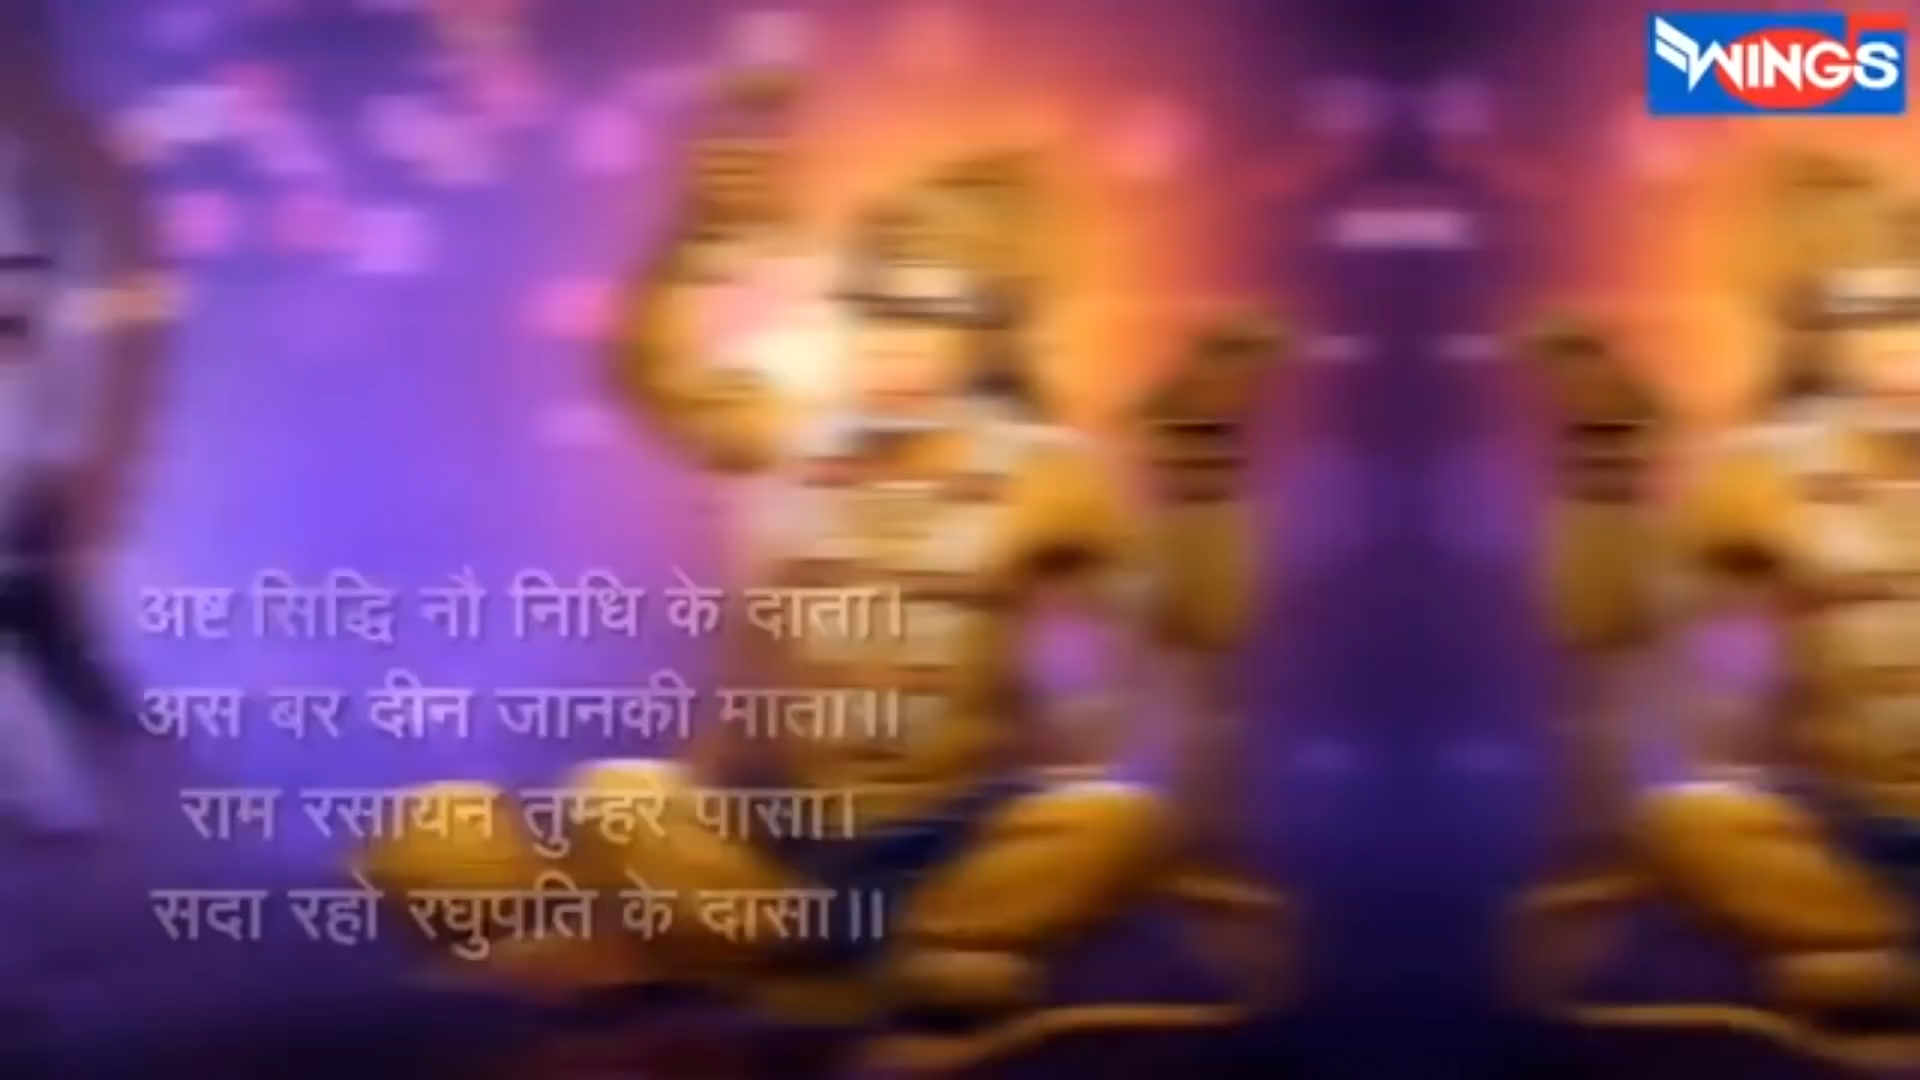 WINGS
अष्ट सिद्धि नौ निधि के दाता।
अस बर दीन जानकी माता॥
राम रसायन तुम्हरे पासा।
सदा रहो रघुपति के दासा॥